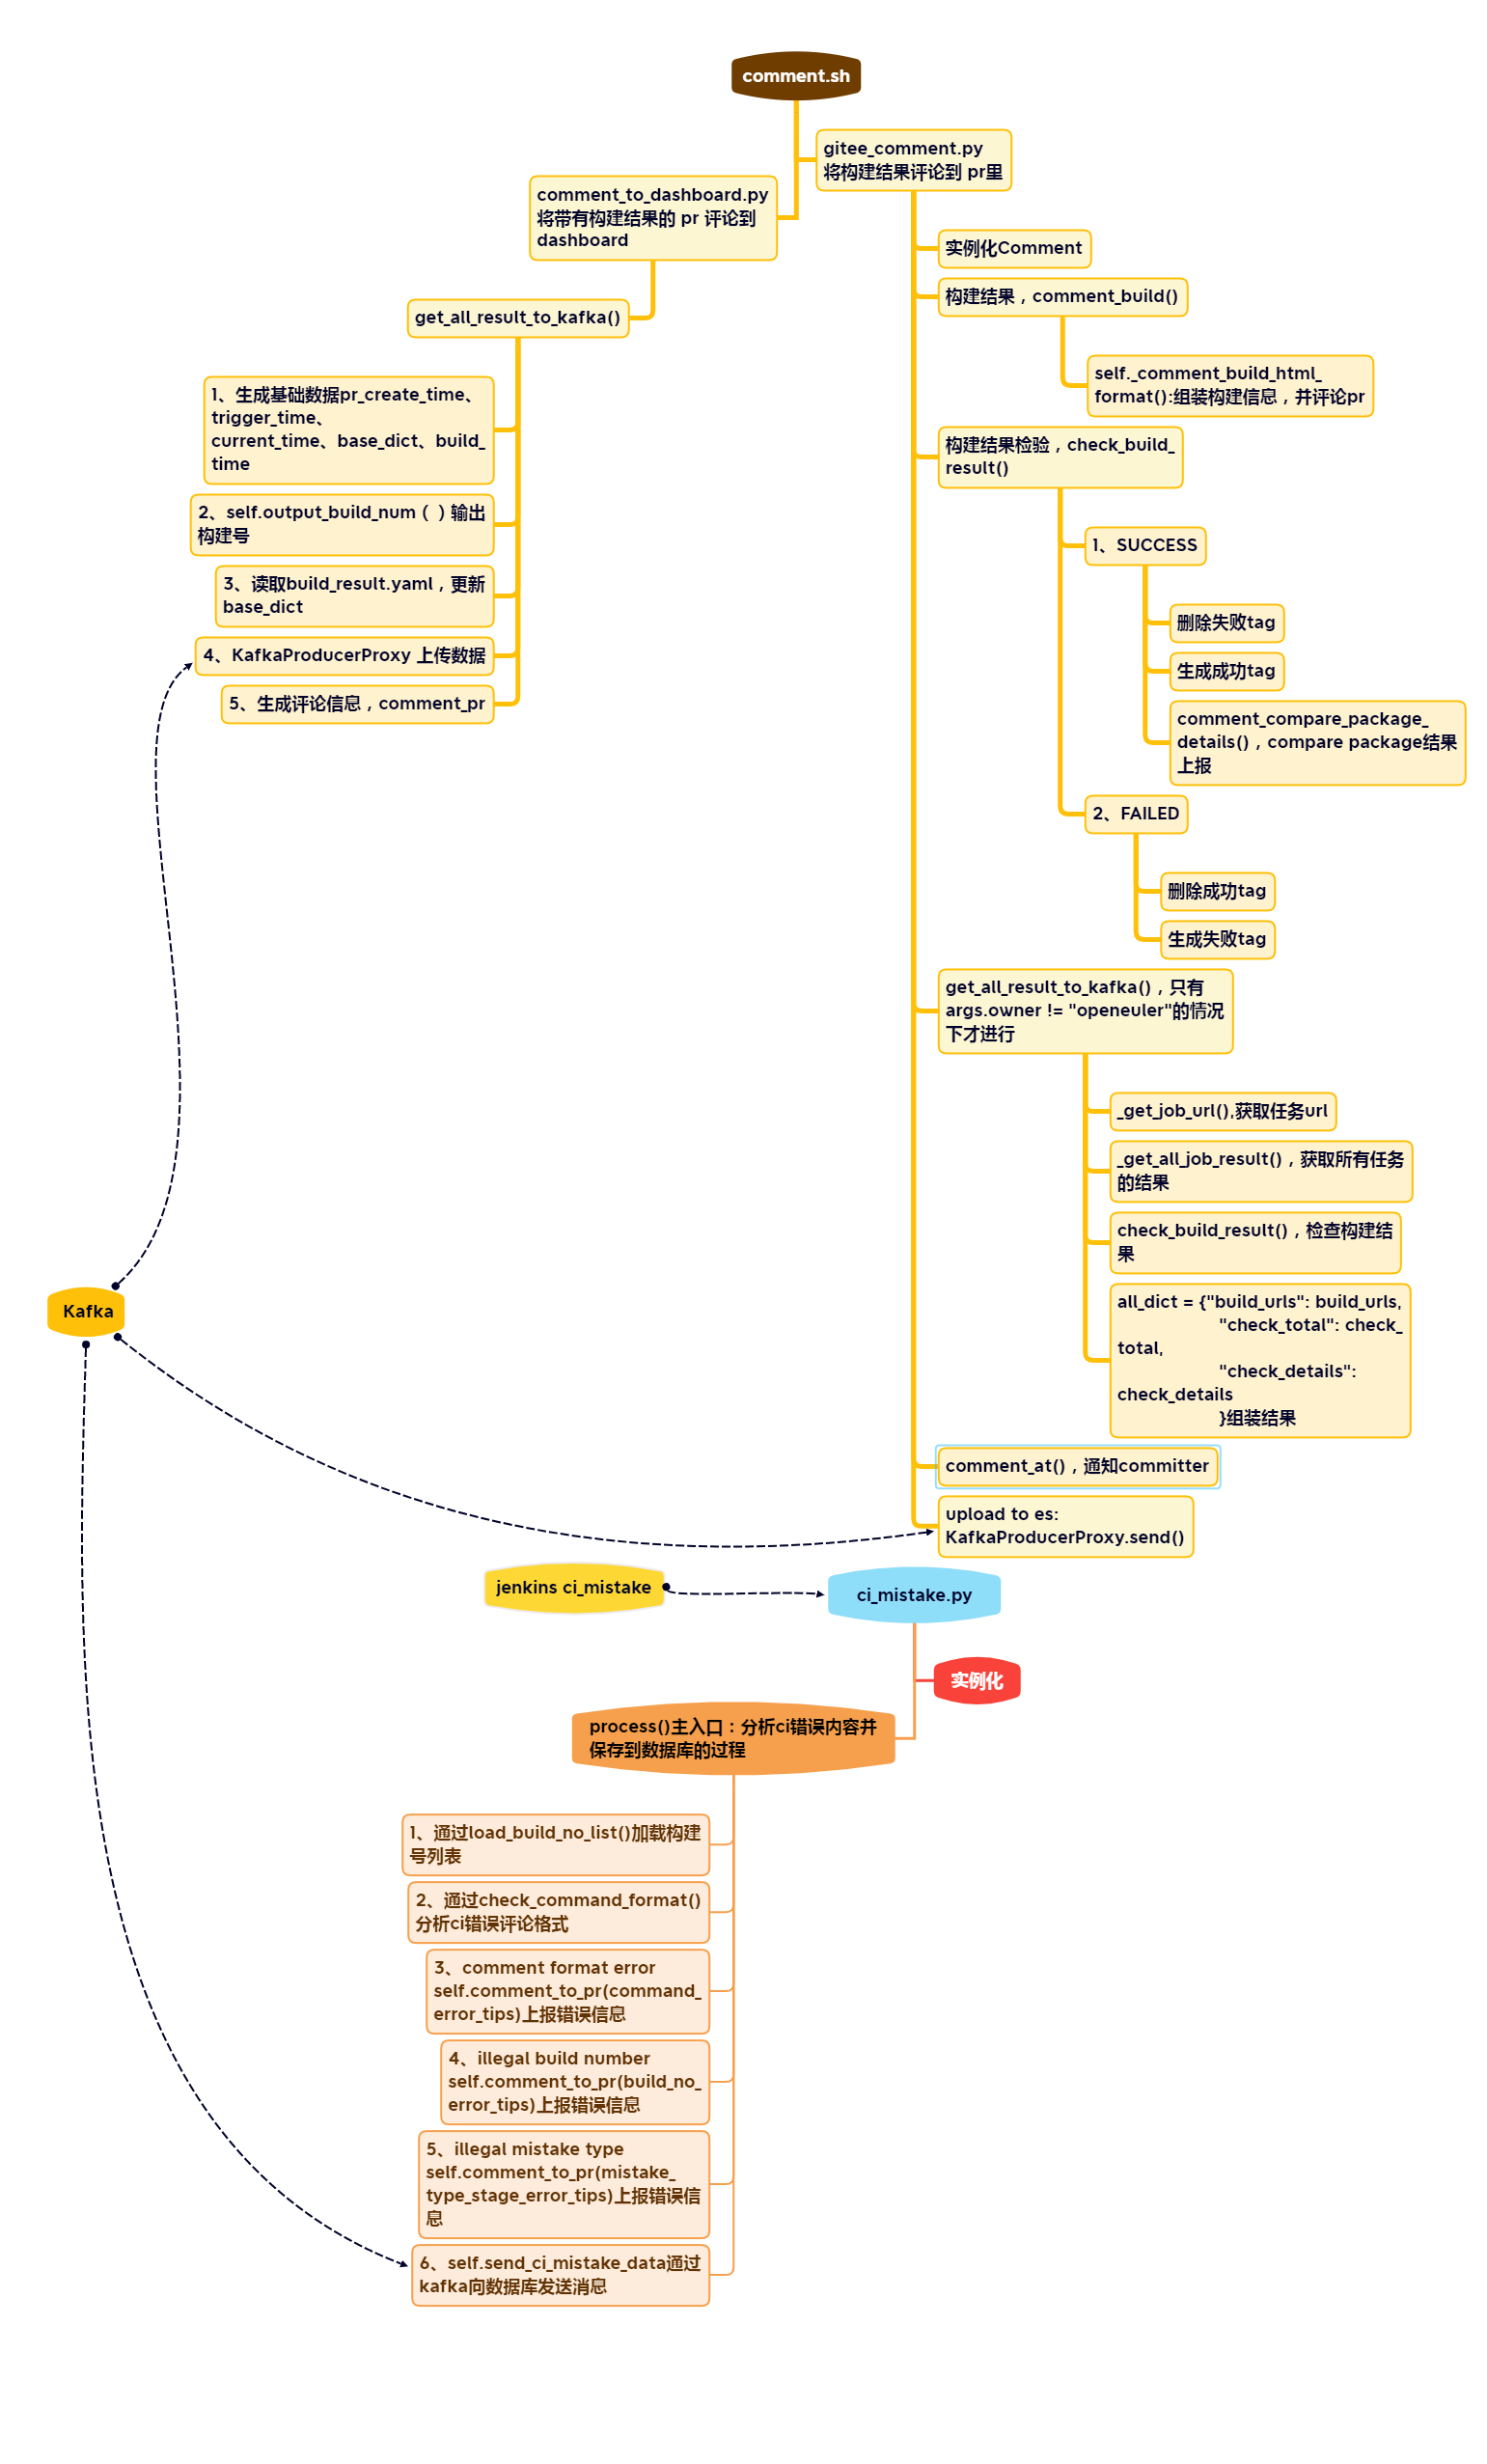 comment.sh
gitee_comment.py
将构建结果评论到 pr里
comment_to_dashboard.py
将带有构建结果的 pr 评论到
dashboard
get_all_result_to_kafka()
1、生成基础数据pr_create_time、
trigger_time、
current_time、base_dict、build_
time
2、self.output_build_num（ ）输出
构建号
3、读取build_result.yaml，更新
base_dict
4、KafkaProducerProxy 上传数据
5、生成评论信息，comment_pr
实例化Comment
构建结果，comment_build()
self._comment_build_html_
format():组装构建信息，并评论pr
构建结果检验，check_build_
result()
1、SUCCESS
删除失败tag
生成成功tag
comment_compare_package_
details()，compare package结果
上报
2、FAILED
删除成功tag
生成失败tag
get_all_result_to_kafka()，只有
args.owner != "openeuler"的情况
下才进行
_get_job_url(),获取任务url
_get_all_job_result()，获取所有任务
的结果
check_build_result()，检查构建结
果
all_dict = {"build_urls": build_urls,
"check_total": check_
total,
"check_details":
check_details
}组装结果
comment_at()，通知committer
upload to es:
KafkaProducerProxy.send()
Kafka
jenkins ci_mistake
ci_mistake.py
实例化
process()主入口：分析ci错误内容并
保存到数据库的过程
1、通过load_build_no_list()加载构建
号列表
2、通过check_command_format()
分析ci错误评论格式
3、comment format error
self.comment_to_pr(command_
error_tips)上报错误信息
4、illegal build number
self.comment_to_pr(build_no_
error_tips)上报错误信息
5、illegal mistake type
self.comment_to_pr(mistake_
type_stage_error_tips)上报错误信
息
6、self.send_ci_mistake_data通过
kafka向数据库发送消息